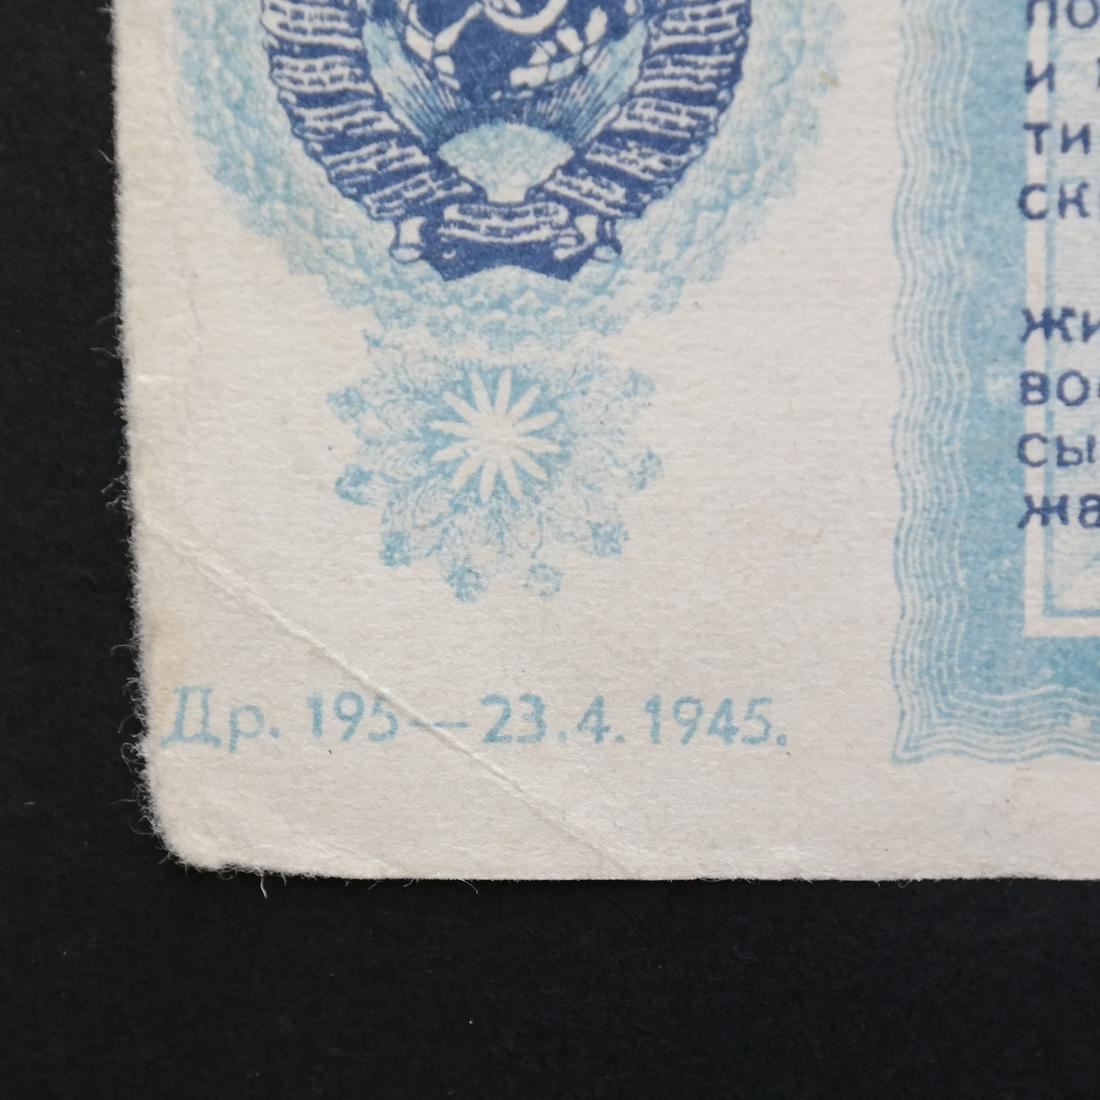 по
и
ти
ск
жи
во
сы
жа
Др. 195—23.4.1945.